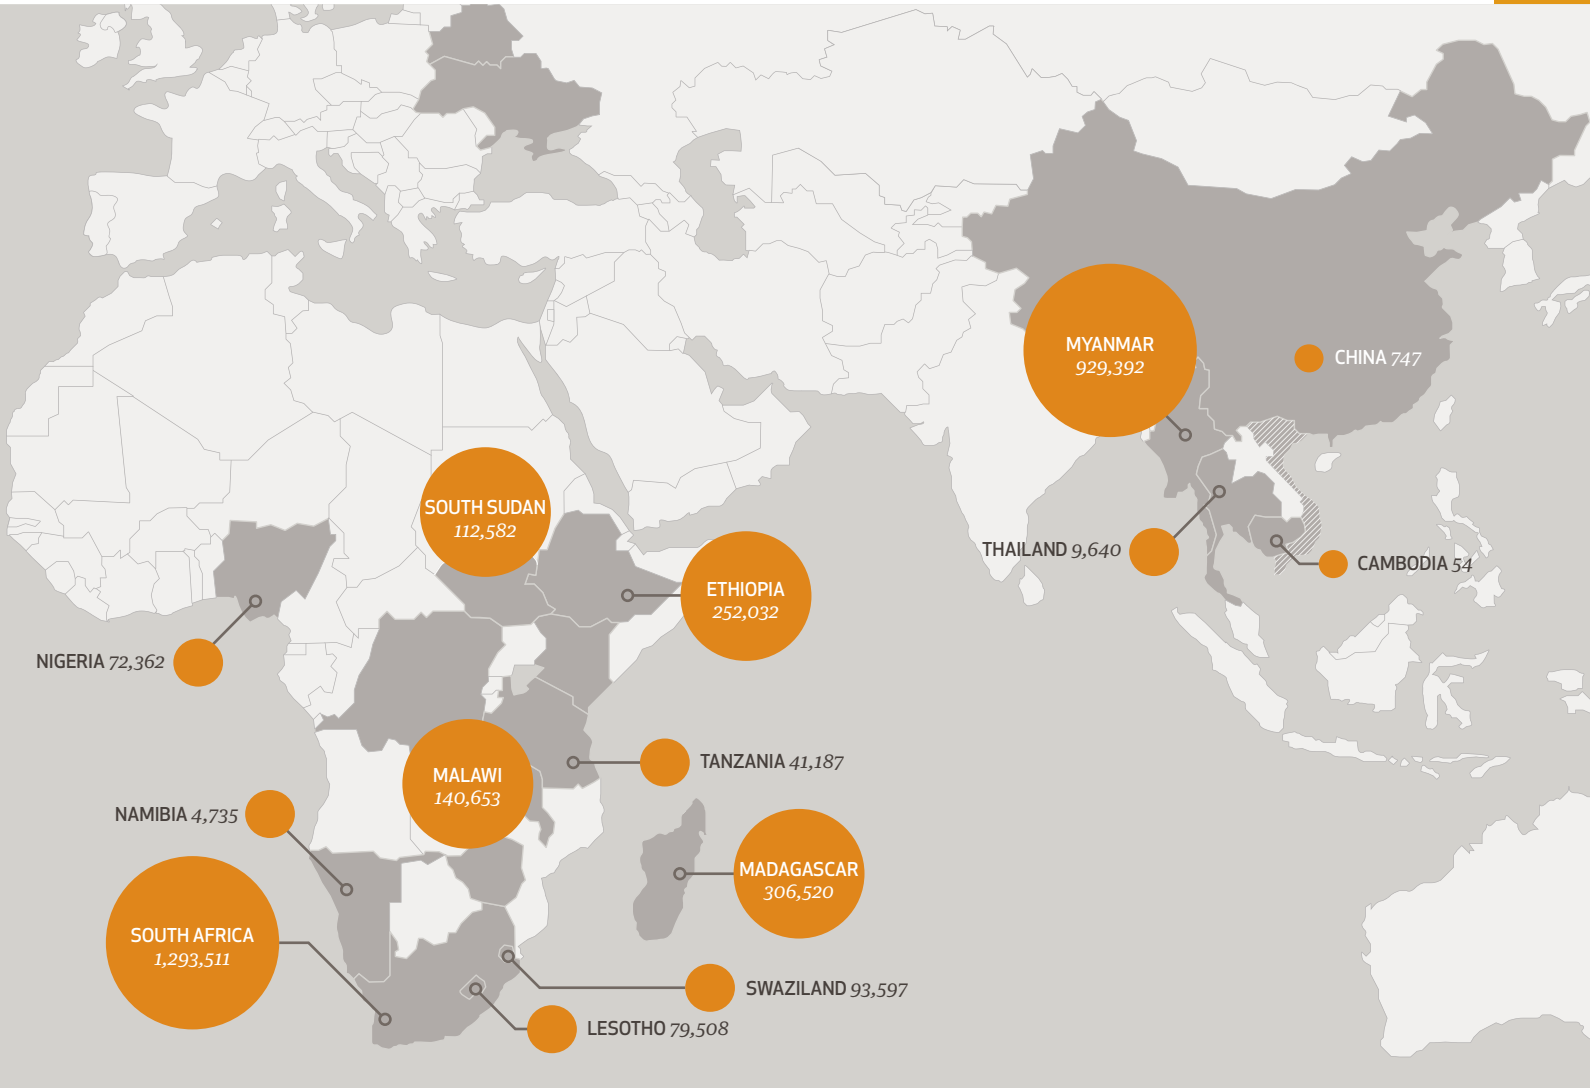 MYANMAR
929,392
CHINA 747
SOUTH SUDAN
112,582
THAILAND 9,640
CAMBODIA 54
ETHIOPIA
252,032
NIGERIA 72,362
MALAWI
140,653
TANZANIA 41,187
NAMIBIA 4,735
MADAGASCAR
306,520
SOUTH AFRICA
1,293,511
SWAZILAND 93,597
LESOTHO 79,508